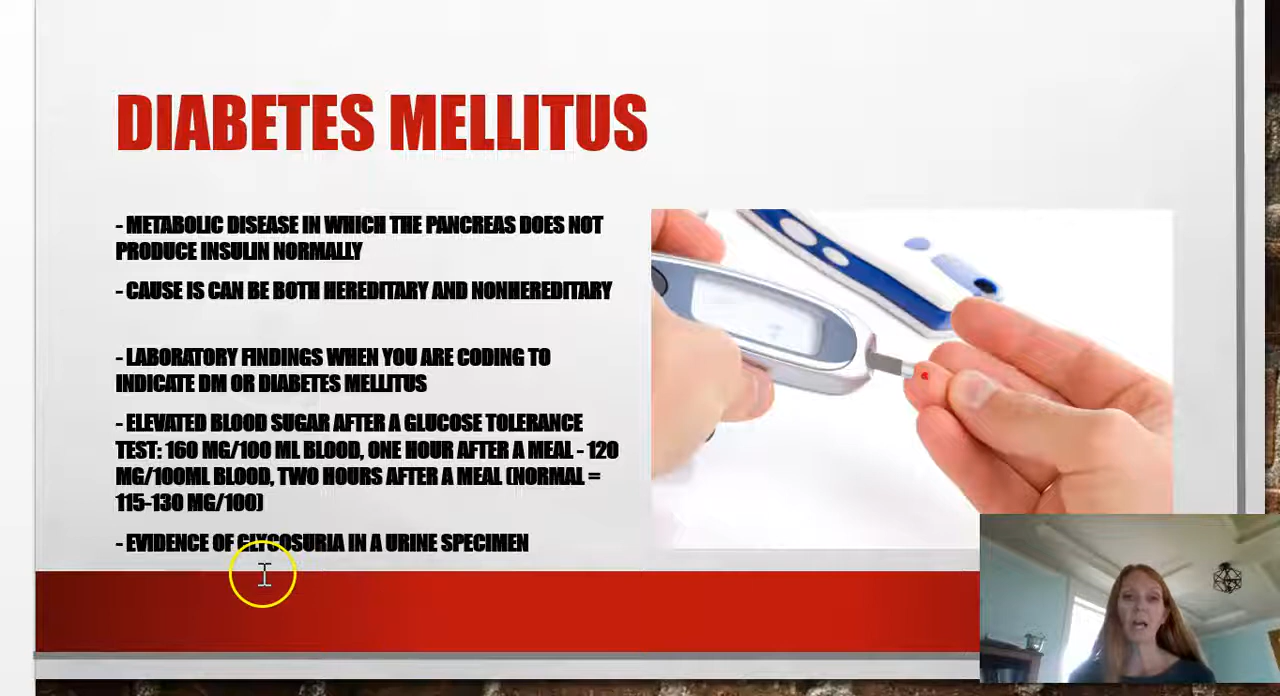 DIABETES MELLITUS
- METABOLIC DISEASE IN WHICH THE PANCREAS DOES NOT
PRODUCE INSULIN NORMALLY
- CAUSE IS CAN BE BOTH HEREDITARY AND NONHEREDITARY
- LABORATORY FINDINGS WHEN YOU ARE CODING TO
INDICATE DM OR DIABETES MELLITUS
- ELEVATED BLOOD SUGAR AFTER A GLUCOSE TOLERANCE
TEST: 160 MG/100 ML BLOOD, ONE HOUR AFTER A MEAL - 120
MG/100ML BLOOD, TWO HOURS AFTER A MEAL (NORMAL =
115-130 MG/100)
- EVIDENCE OF GLYCOSURIA IN A URINE SPECIMEN